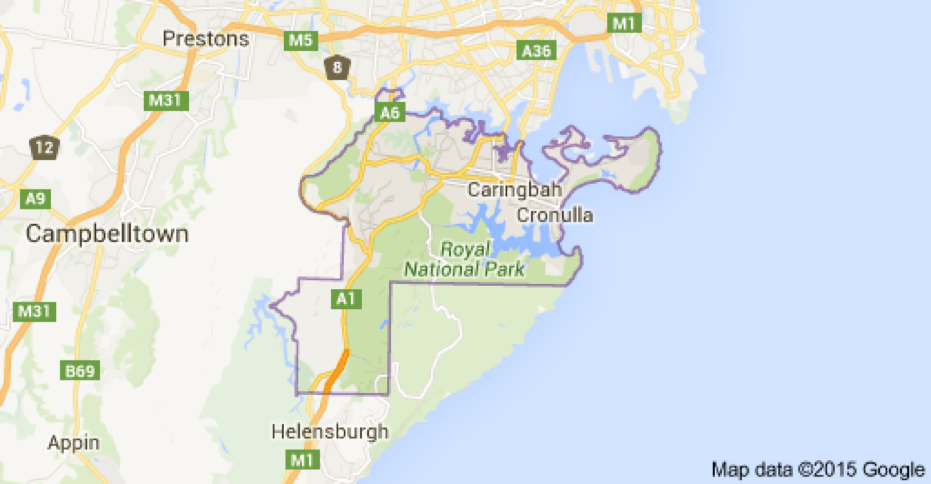 M1
Prestons
M5
A36
8
M31
A6
12
A9
Caringbah
Cronulla
Campbelltown
Royal
National Park
A1
M31
B69
Helensburgh
Appin
M1
Map data ©2015 Google